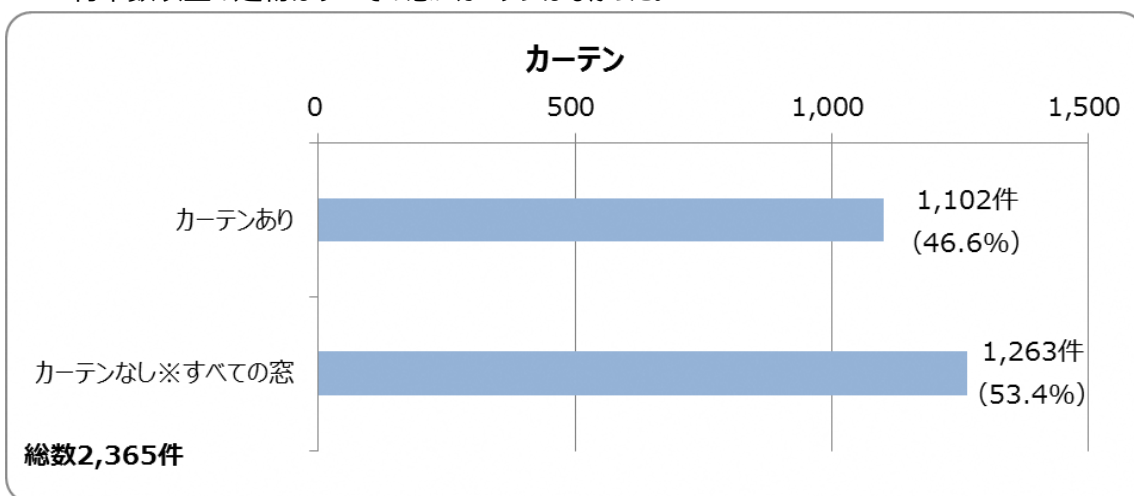 カーテン
0 500 1,000 1,500
カーテンあり
1,102件
(46.6%)
カーテンなし※すべての窓
1,263件
(53.4%)
総数2,365件